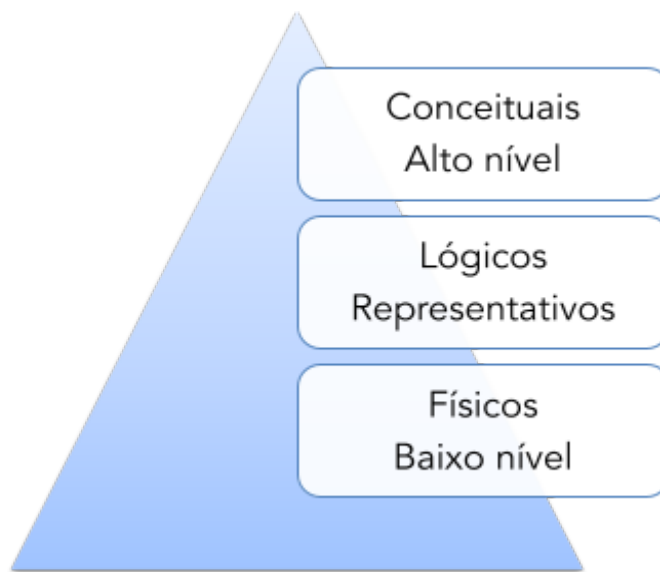 Conceituais
Alto nível
Lógicos
Representativos
Físicos
Baixo nível